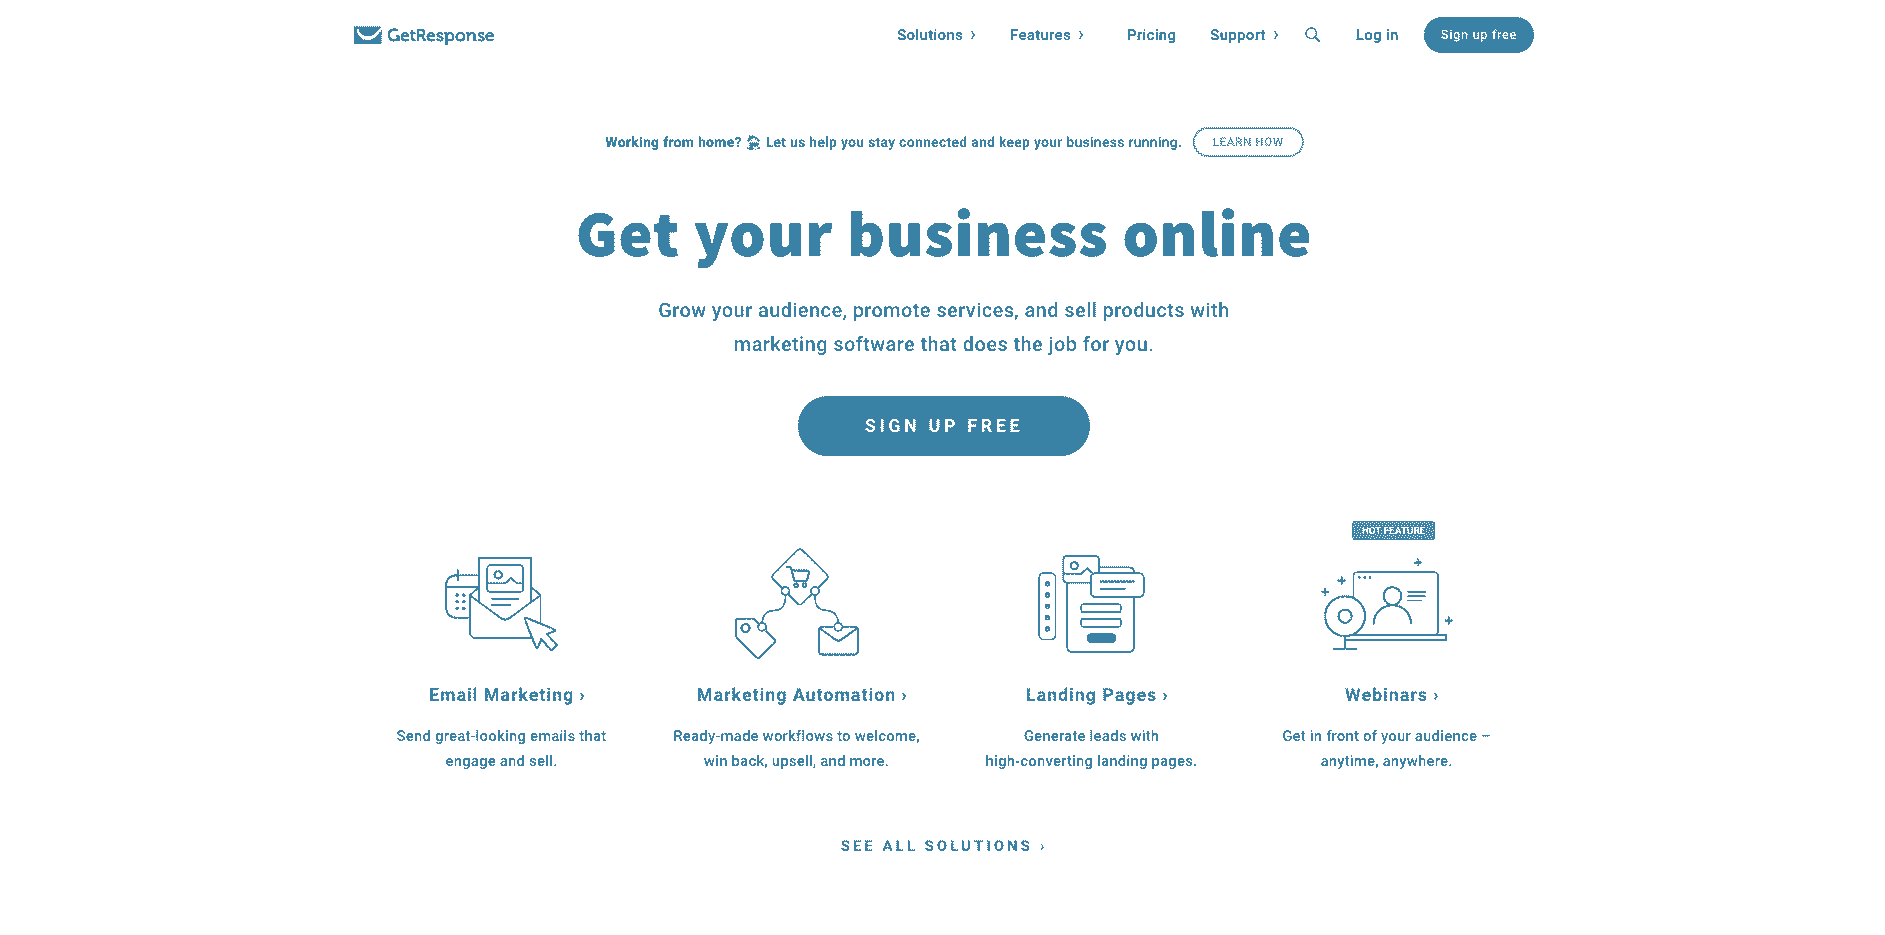 GetResponse
Solutions › Features › Pricing Support › Log in Sign up free
Working from home? Let us help you stay connected and keep your business running. LEARN HOW
Get your business online
Grow your audience, promote services, and sell products with
marketing software that does the job for you.
SIGN UP FREE
HOT FEATURE
Email Marketing ›
Send great-looking emails that
engage and sell.
Marketing Automation ›
Ready-made workflows to welcome,
win back, upsell, and more.
Landing Pages ›
Generate leads with
high-converting landing pages.
Webinars ›
Get in front of your audience –
anytime, anywhere.
SEE ALL SOLUTIONS ›